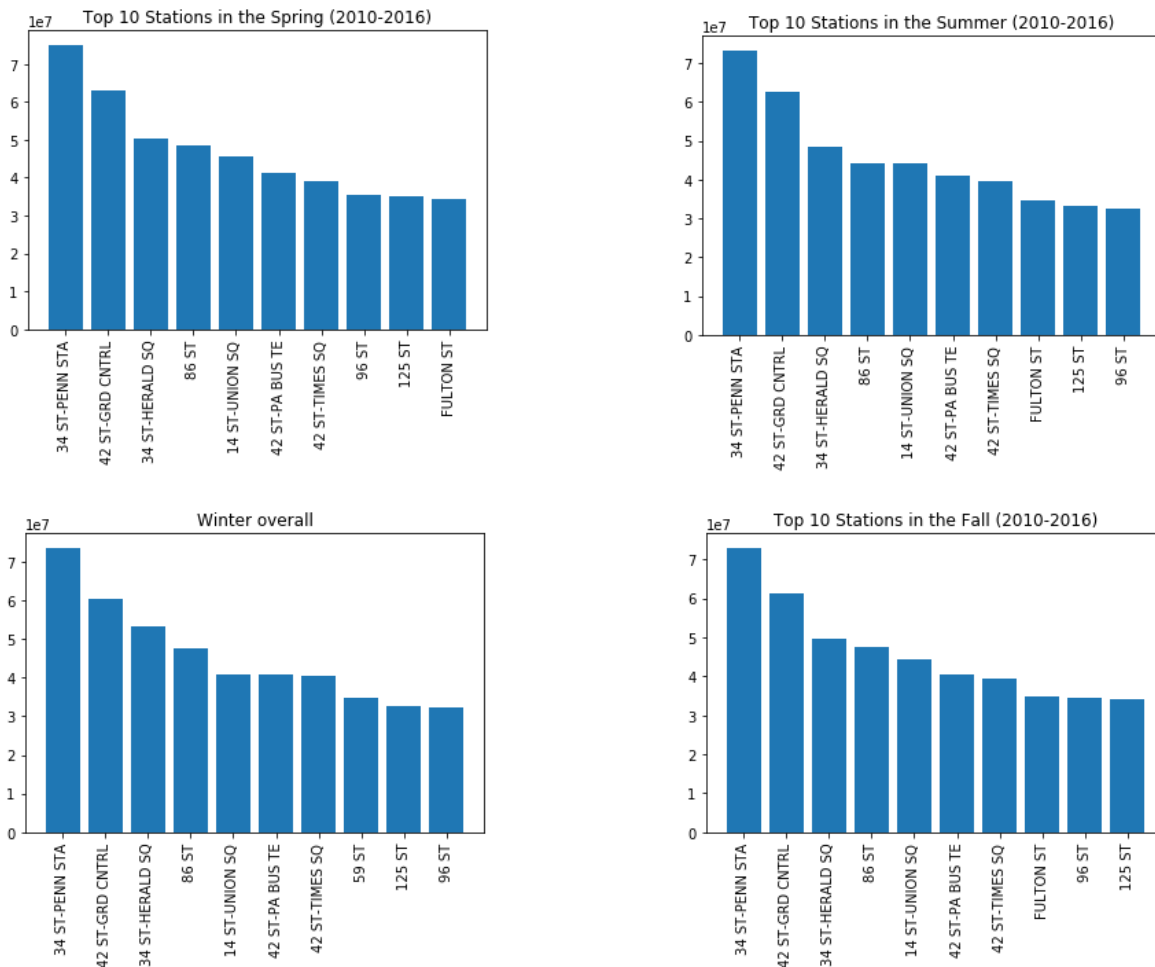 Top 10 Stations in the Spring (2010-2016)
1e7
7
6
5
4
3
2
1
0
34 ST-PENN STA
42 ST-GRD CNTRL
34 ST-HERALD SQ
86 ST
14 ST-UNION SQ
42 ST-PA BUS TE
42 ST-TIMES SQ
96 ST
125 ST
FULTON ST
Top 10 Stations in the Summer (2010-2016)
1e7
7
6
5
4
3
2
1
0
34 ST-PENN STA
42 ST-GRD CNTRL
34 ST-HERALD SQ
86 ST
14 ST-UNION SQ
42 ST-PA BUS TE
42 ST-TIMES SQ
FULTON ST
125 ST
96 ST
Winter overall
1e7
7
6
5
4
3
2
1
0
34 ST-PENN STA
42 ST-GRD CNTRL
34 ST-HERALD SQ
86 ST
14 ST-UNION SQ
42 ST-PA BUS TE
42 ST-TIMES SQ
59 ST
125 ST
96 ST
Top 10 Stations in the Fall (2010-2016)
1e7
7
6
5
4
3
2
1
0
34 ST-PENN STA
42 ST-GRD CNTRL
34 ST-HERALD SQ
86 ST
14 ST-UNION SQ
42 ST-PA BUS TE
42 ST-TIMES SQ
FULTON ST
96 ST
125 ST